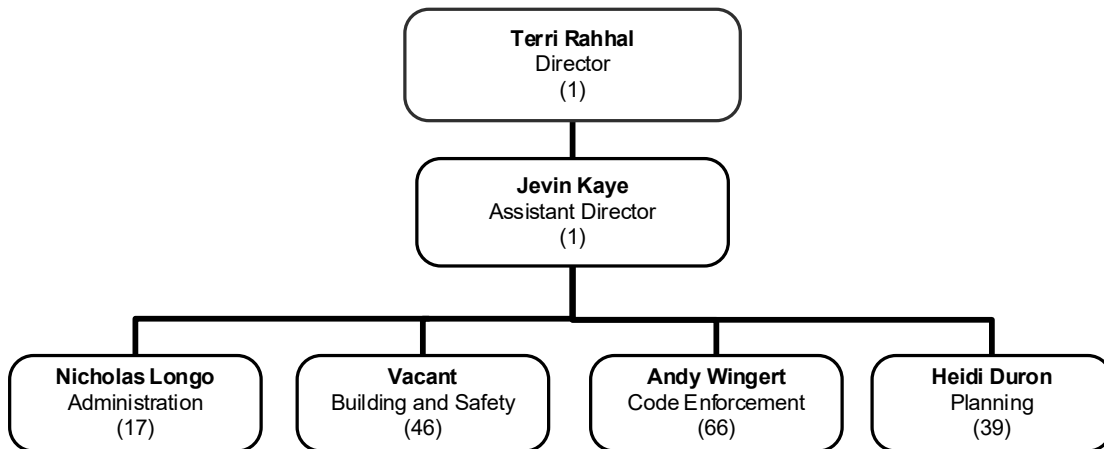 Terri Rahhal
Director
(1)
Jevin Kaye
Assistant Director
(1)
Nicholas Longo
Administration
(17)
Vacant
Building and Safety
(46)
Andy Wingert
Code Enforcement
(66)
Heidi Duron
Planning
(39)